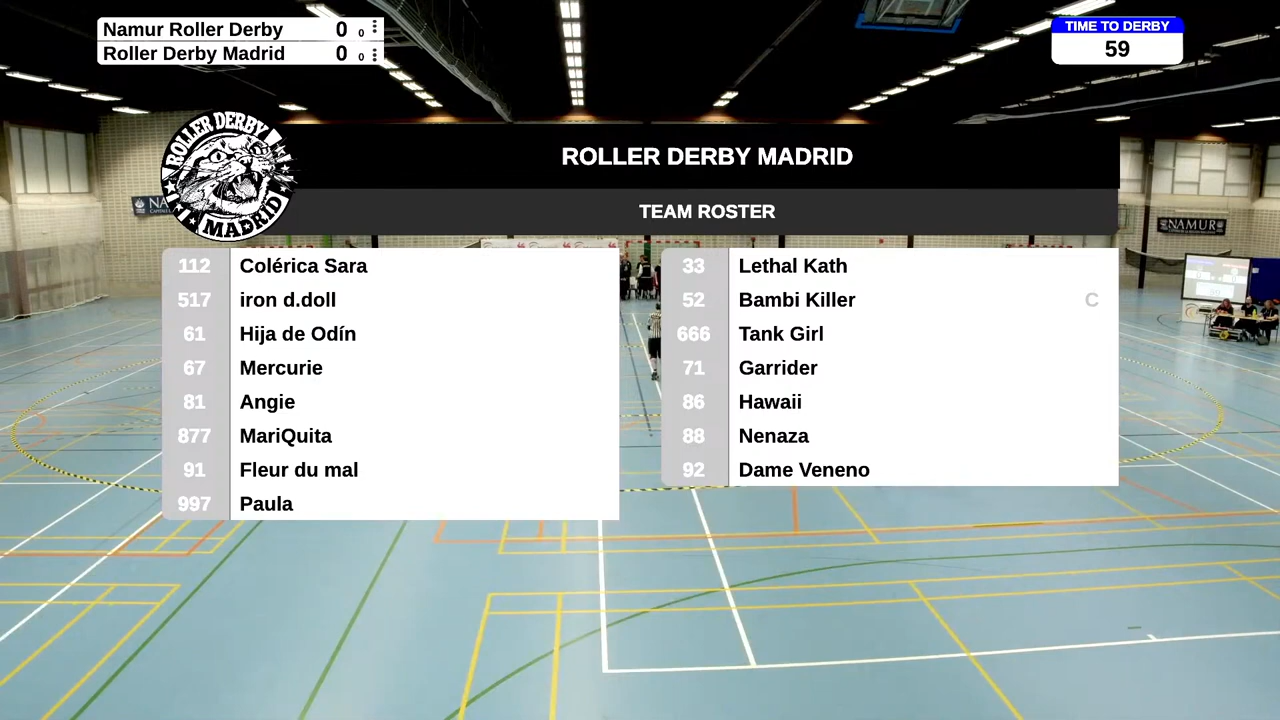 Namur Roller Derby 0 0
Roller Derby Madrid 0 0
TIME TO DERBY
59
ROLLER DERBY
MADRID
ROLLER DERBY MADRID
TEAM ROSTER
112 Colérica Sara
517 iron d.doll
61 Hija de Odín
67 Mercurie
81 Angie
877 MariQuita
91 Fleur du mal
997 Paula
33 Lethal Kath
52 Bambi Killer C
666 Tank Girl
71 Garrider
86 Hawaii
88 Nenaza
92 Dame Veneno
NA
NAMUR
59